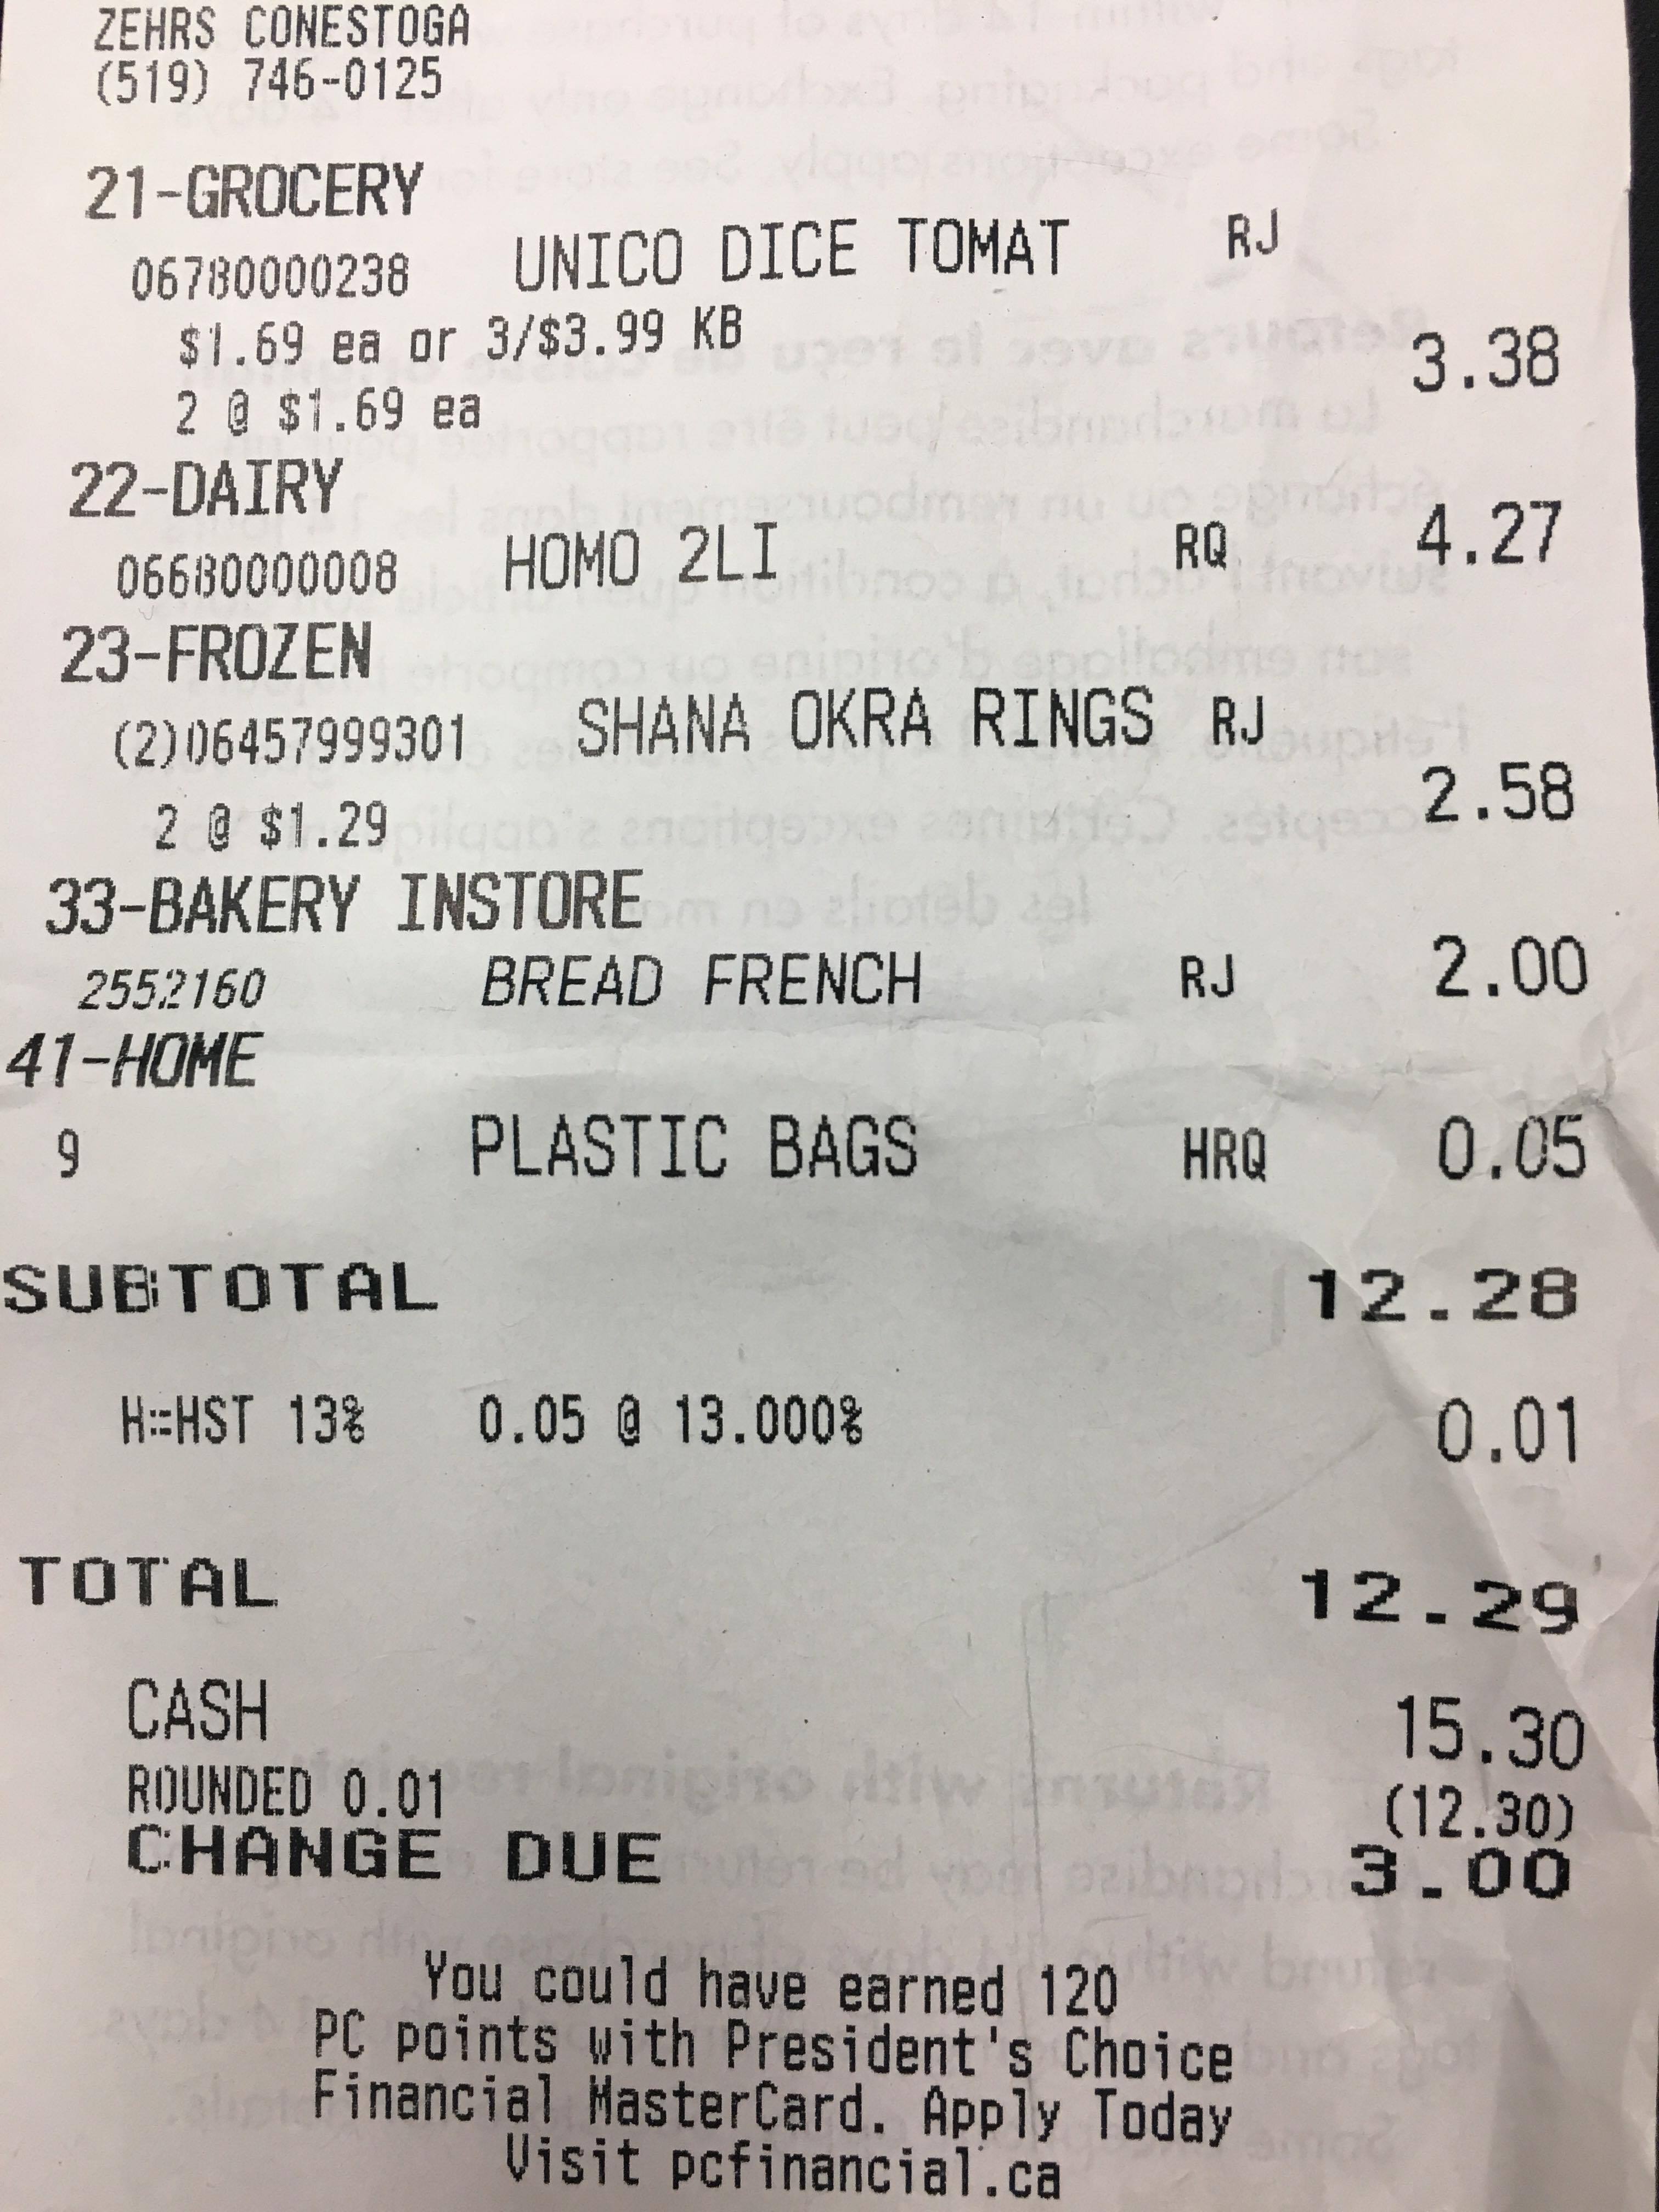 ZEHRS CONESTOGA
(519) 746-0125
21-GROCERY
06780000238 UNICO DICE TOMAT RJ
$1.69 ea or 3/$3.99 KB
2 @ $1.69 ea 3.38
22-DAIRY
06680000008 HOMO 2LI RQ 4.27
23-FROZEN
(2)06457999301 SHANA OKRA RINGS RJ
2 @ $1.29 2.58
33-BAKERY INSTORE
2552160 BREAD FRENCH RJ 2.00
41-HOME
9 PLASTIC BAGS HRQ 0.05
SUBTOTAL 12.28
H=HST 13% 0.05 @ 13.000% 0.01
TOTAL 12.29
CASH 15.30
ROUNDED 0.01 (12.30)
CHANGE DUE 3.00
You could have earned 120
PC points with President's Choice
Financial MasterCard. Apply Today
Visit pcfinancial.ca